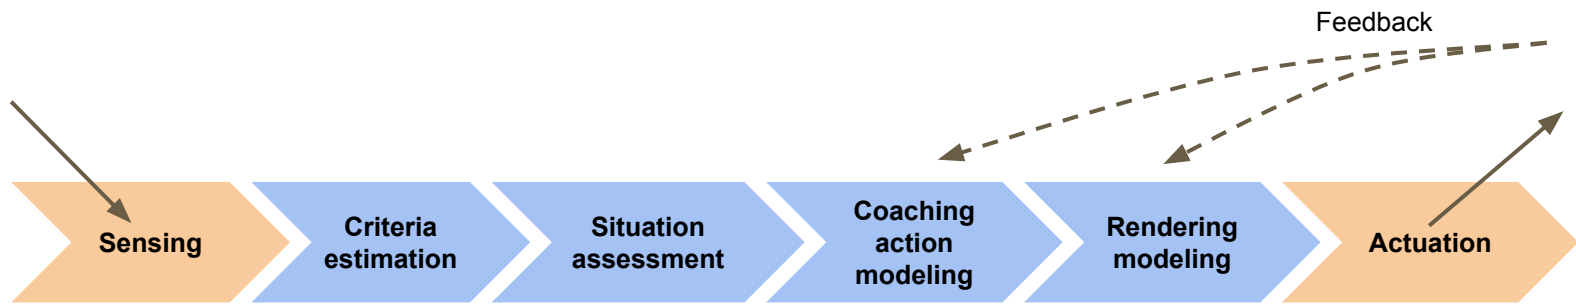 Feedback
Sensing
Criteria
estimation
Situation
assessment
Coaching
action
modeling
Rendering
modeling
Actuation